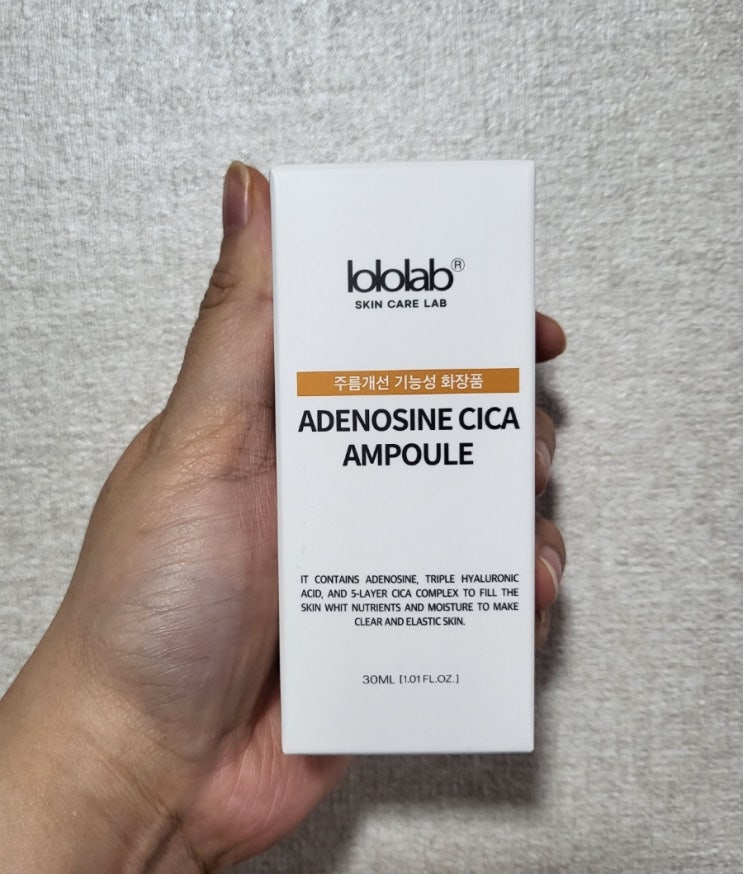 lololab®
SKIN CARE LAB
주름개선 기능성 화장품
ADENOSINE CICA
AMPOULE
IT CONTAINS ADENOSINE, TRIPLE HYALURONIC
ACID, AND 5-LAYER CICA COMPLEX TO FILL THE
SKIN WHIT NUTRIENTS AND MOISTURE TO MAKE
CLEAR AND ELASTIC SKIN.
30ML [1.01 FL.OZ.]